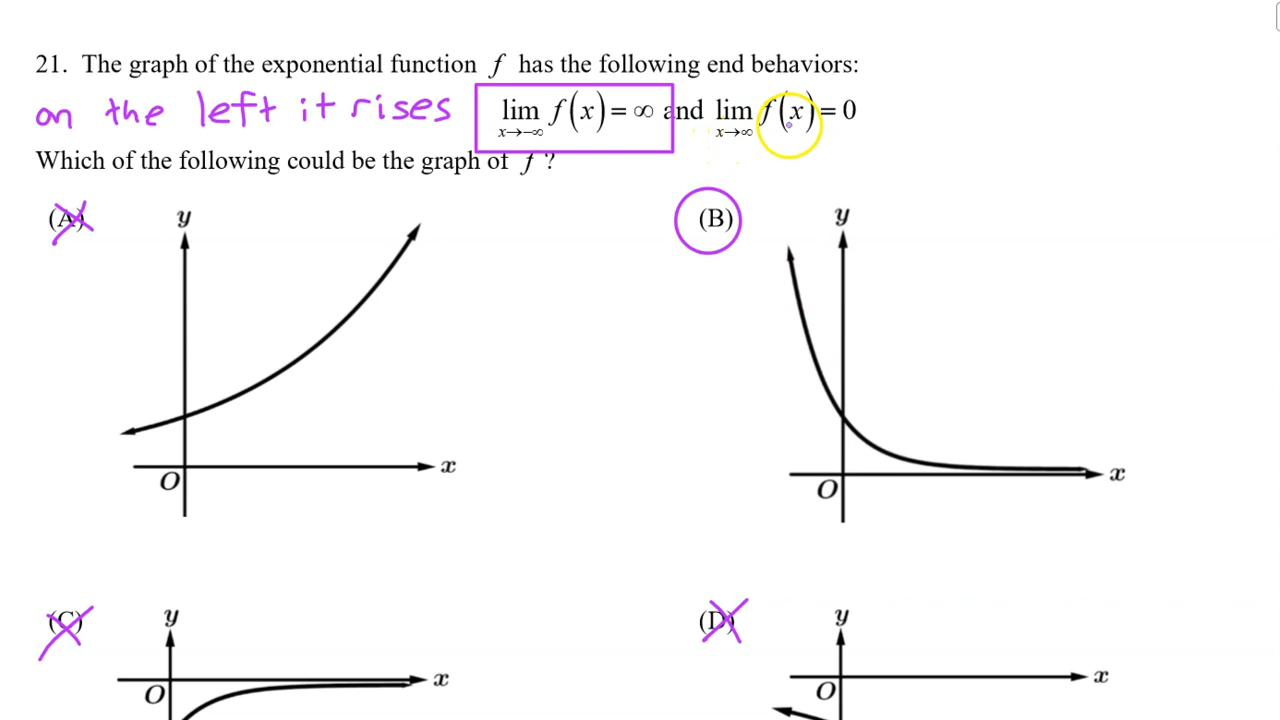 21. The graph of the exponential function f has the following end behaviors:
on the left it rises lim x→−∞ f(x) = ∞ and lim x→∞ f(x) = 0
Which of the following could be the graph of f ?
(A) y (B) y
x
O
x
O
(C) y (D) y
x
O
x
O